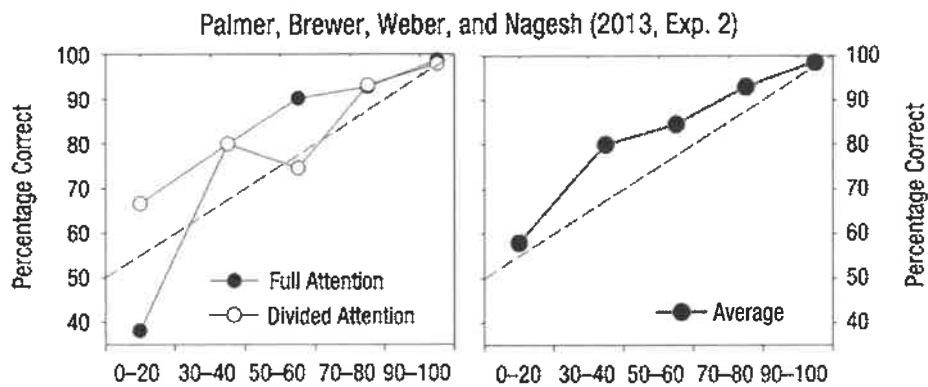 Palmer, Brewer, Weber, and Nagesh (2013, Exp. 2)
Percentage Correct
100
90
80
70
60
50
40
Full Attention
Divided Attention
0–20 30–40 50–60 70–80 90–100
Average
0–20 30–40 50–60 70–80 90–100
100
90
80
70
60
50
40
Percentage Correct